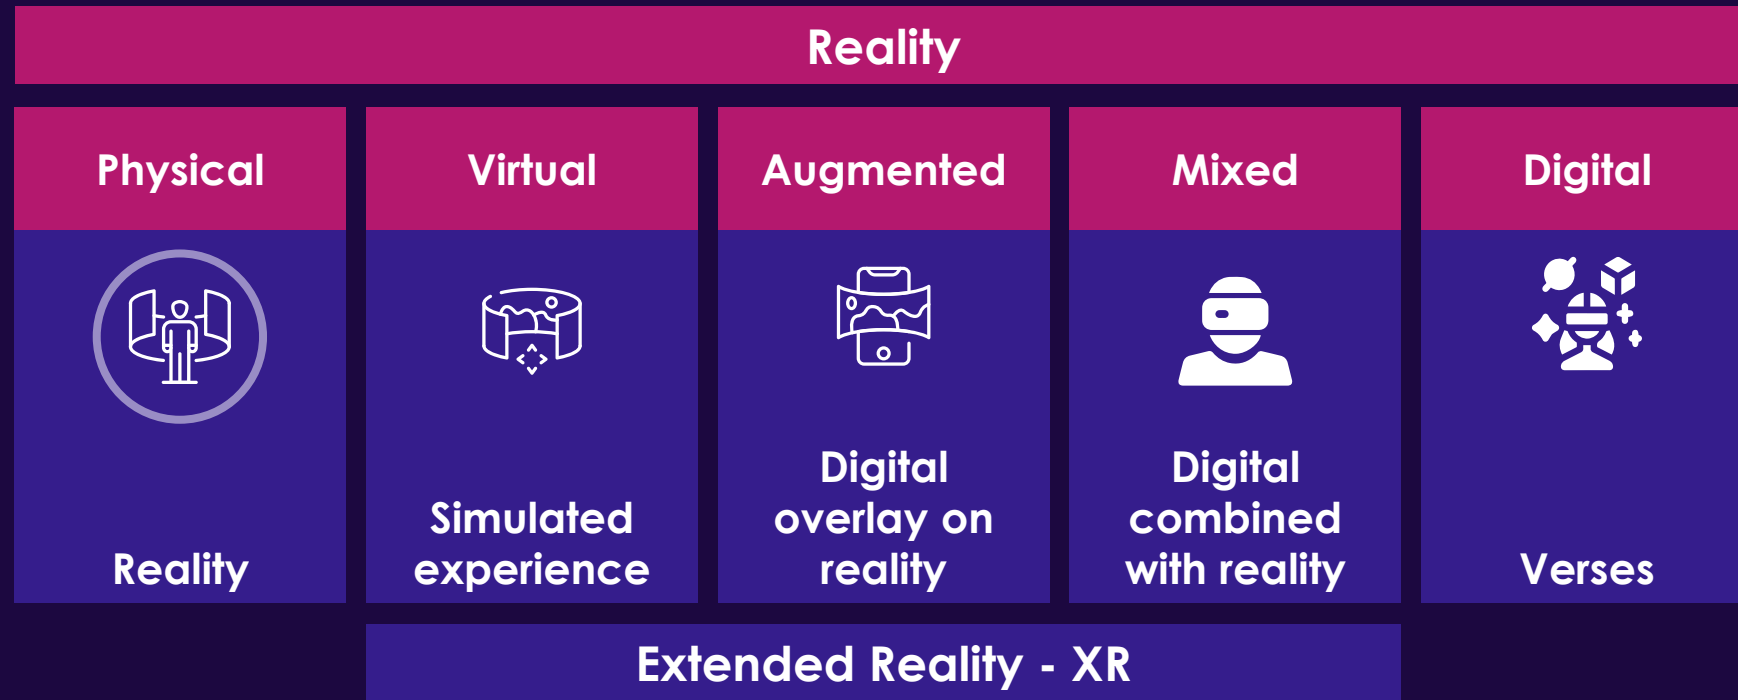 Reality
Physical
Virtual
Augmented
Mixed
Digital
Reality
Simulated
experience
Digital
overlay on
reality
Digital
combined
with reality
Verses
Extended Reality - XR